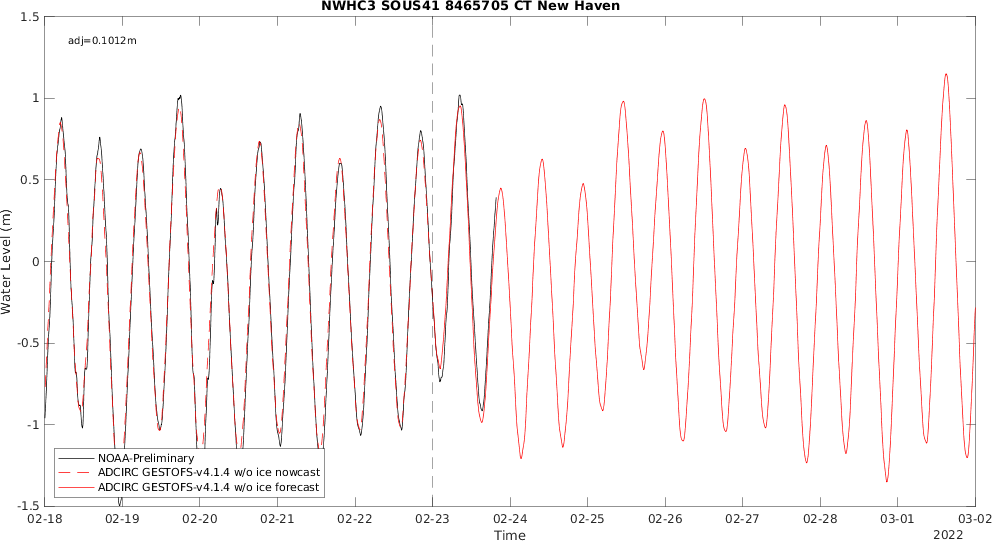 NWHC3 SOUS41 8465705 CT New Haven
adj=0.1012m
1.5
1
0.5
0
-0.5
-1
-1.5
Water Level (m)
NOAA-Preliminary
ADCIRC GESTOFS-v4.1.4 w/o ice nowcast
ADCIRC GESTOFS-v4.1.4 w/o ice forecast
02-18 02-19 02-20 02-21 02-22 02-23 02-24 02-25 02-26 02-27 02-28 03-01 03-02
Time
2022